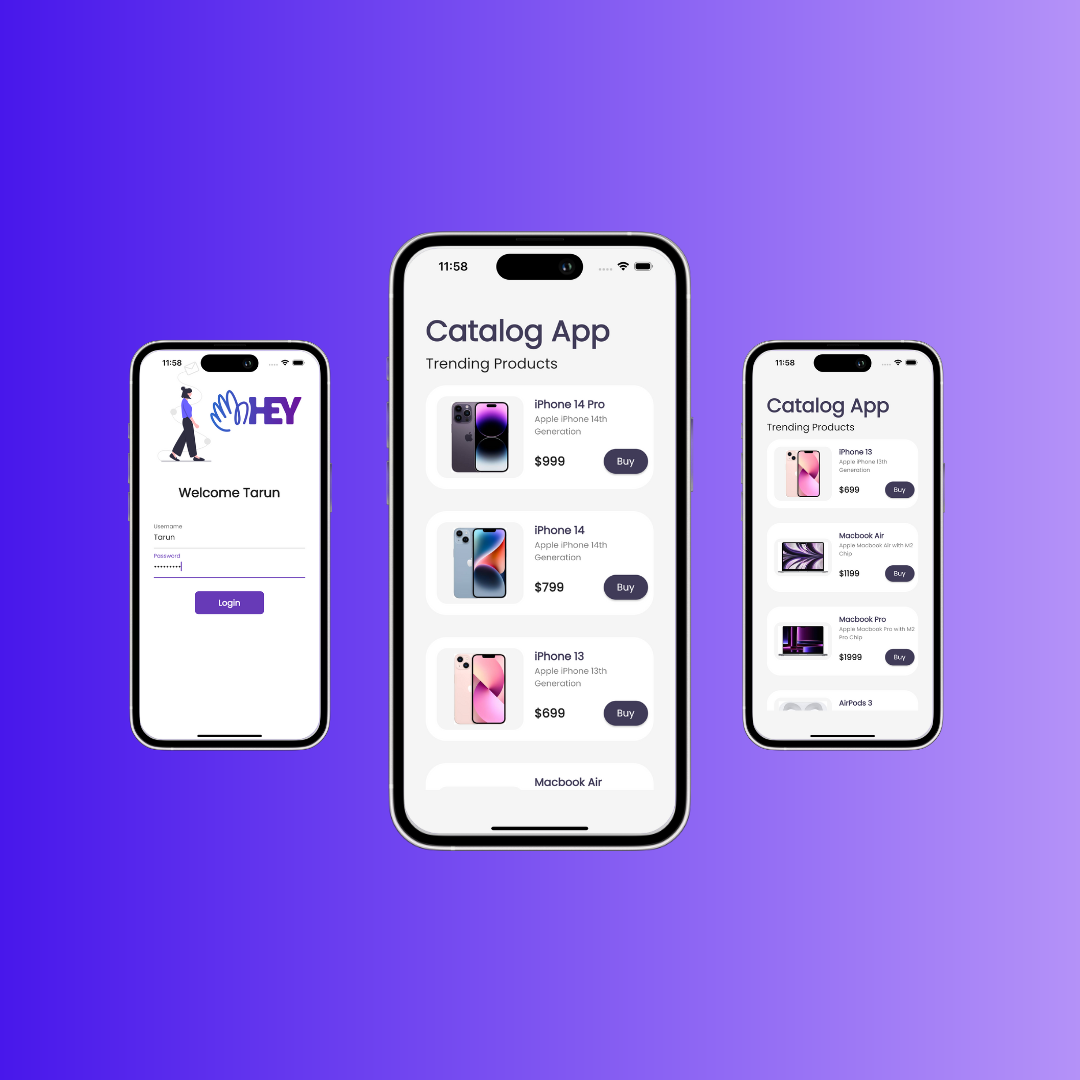 11:58
HEY
Welcome Tarun
Username
Tarun
Password
•••••••••
Login
11:58
Catalog App
Trending Products
iPhone 14 Pro
Apple iPhone 14th
Generation
$999
Buy
iPhone 14
Apple iPhone 14th
Generation
$799
Buy
iPhone 13
Apple iPhone 13th
Generation
$699
Buy
Macbook Air
11:58
Catalog App
Trending Products
iPhone 13
Apple iPhone 13th
Generation
$699
Buy
Macbook Air
Apple Macbook Air with M2
Chip
$1199
Buy
Macbook Pro
Apple Macbook Pro with M2
Pro Chip
$1999
Buy
AirPods 3